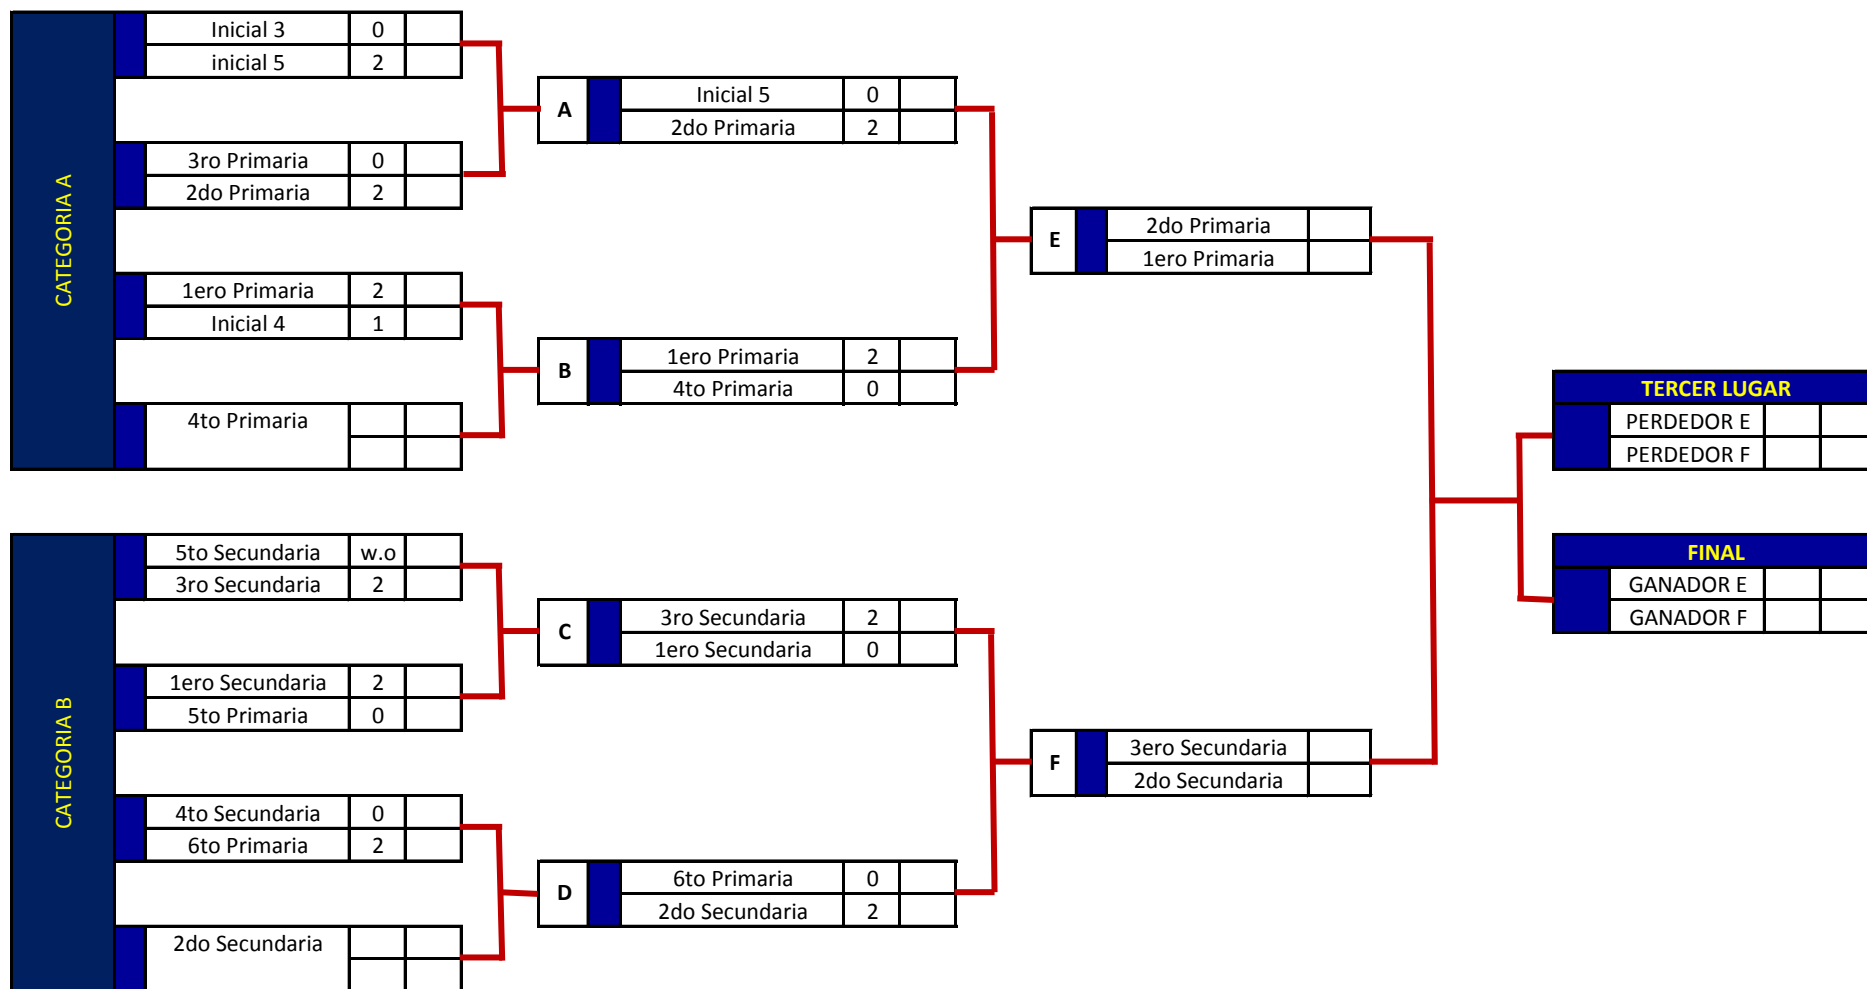 CATEGORIA A
Inicial 3 0
inicial 5 2
3ro Primaria 0
2do Primaria 2
1ero Primaria 2
Inicial 4 1
4to Primaria
A
Inicial 5 0
2do Primaria 2
B
1ero Primaria 2
4to Primaria 0
E
2do Primaria
1ero Primaria
CATEGORIA B
5to Secundaria w.o
3ro Secundaria 2
1ero Secundaria 2
5to Primaria 0
4to Secundaria 0
6to Primaria 2
2do Secundaria
C
3ro Secundaria 2
1ero Secundaria 0
D
6to Primaria 0
2do Secundaria 2
F
3ero Secundaria
2do Secundaria
TERCER LUGAR
PERDEDOR E
PERDEDOR F
FINAL
GANADOR E
GANADOR F